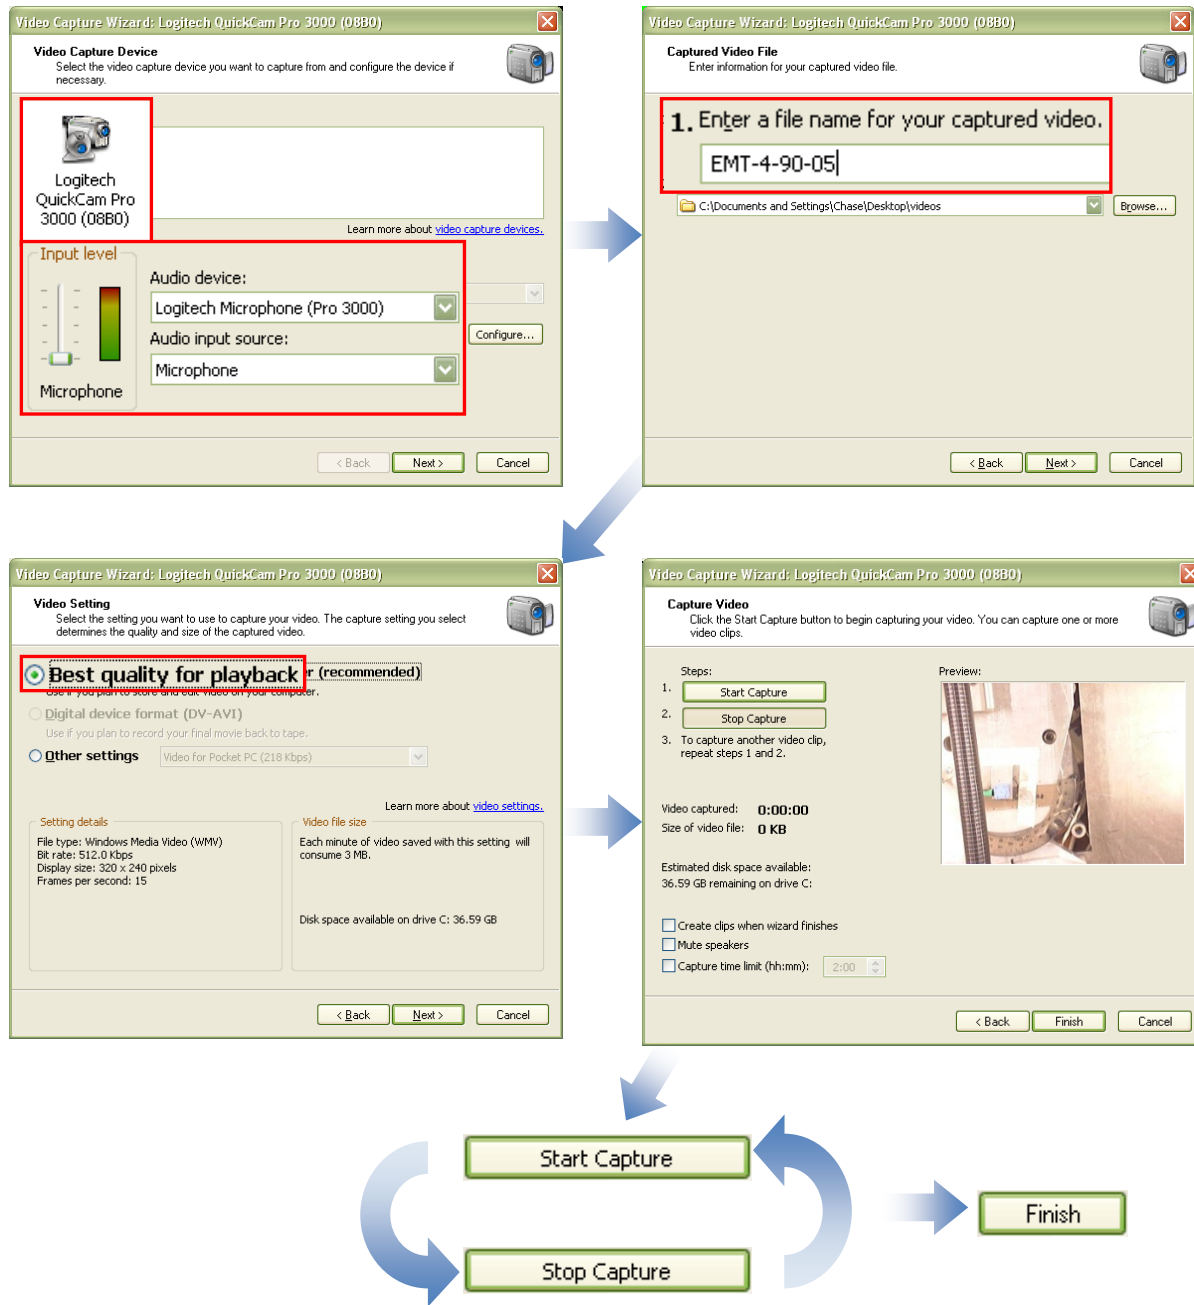 Video Capture Wizard: Logitech QuickCam Pro 3000 (08B0)
Video Capture Device
Select the video capture device you want to capture from and configure the device if
necessary.
Logitech
QuickCam Pro
3000 (08B0)
Learn more about video capture devices.
Input level
Audio device:
Logitech Microphone (Pro 3000)
Audio input source:
Configure...
Microphone
Microphone
< Back
Next >
Cancel
Video Capture Wizard: Logitech QuickCam Pro 3000 (08B0)
Captured Video File
Enter information for your captured video file.
1. Enter a file name for your captured video.
EMT-4-90-05
C:\Documents and Settings\Chase\Desktop\videos
Browse...
< Back
Next >
Cancel
Video Capture Wizard: Logitech QuickCam Pro 3000 (08B0)
Video Setting
Select the setting you want to use to capture your video. The capture setting you select
determines the quality and size of the captured video.
Best quality for playback
r (recommended)
Use if you plan to store and edit video on your computer.
Digital device format (DV-AVI)
Use if you plan to record your final movie back to tape.
Other settings
Video for Pocket PC (218 Kbps)
Learn more about video settings.
Setting details
File type: Windows Media Video (WMV)
Bit rate: 512.0 Kbps
Display size: 320 x 240 pixels
Frames per second: 15
Video file size
Each minute of video saved with this setting will
consume 3 MB.
Disk space available on drive C: 36.59 GB
< Back
Next >
Cancel
Video Capture Wizard: Logitech QuickCam Pro 3000 (08B0)
Capture Video
Click the Start Capture button to begin capturing your video. You can capture one or more
video clips.
Steps:
1. Start Capture
2. Stop Capture
3. To capture another video clip,
repeat steps 1 and 2.
Preview:
Video captured: 0:00:00
Size of video file: 0 KB
Estimated disk space available:
36.59 GB remaining on drive C:
Create clips when wizard finishes
Mute speakers
Capture time limit (hh:mm): 2:00
< Back
Finish
Cancel
Start Capture
Finish
Stop Capture